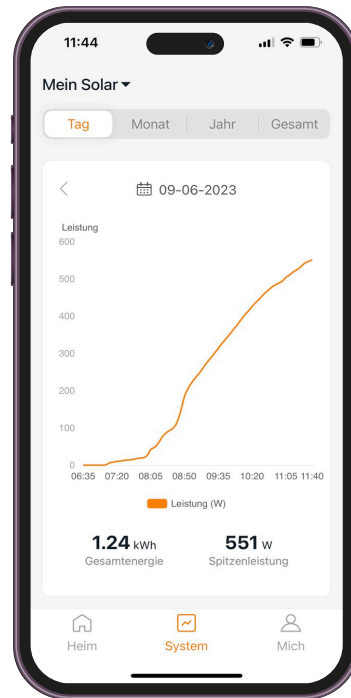 11:44
Mein Solar
Tag Monat Jahr Gesamt
09-06-2023
Leistung
600
500
400
300
200
100
0
06:35 07:20 08:05 08:50 09:35 10:20 11:05 11:40
Leistung (W)
1.24 kWh 551 W
Gesamtenergie Spitzenleistung
Heim System Mich